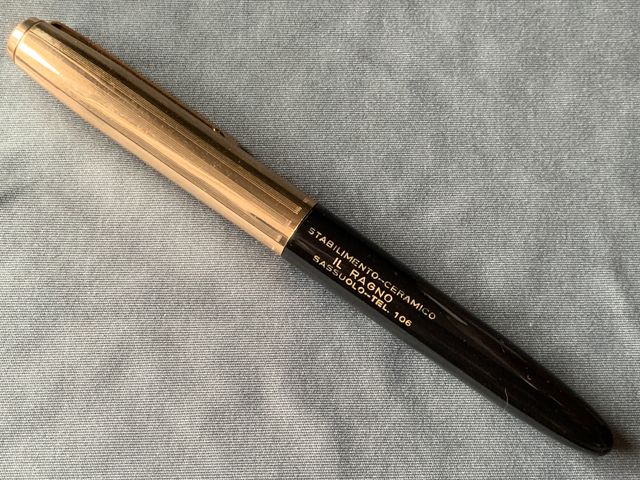 STABILIMENTO-CERAMICO
IL RAGNO
SASSUOLO-TEL. 106